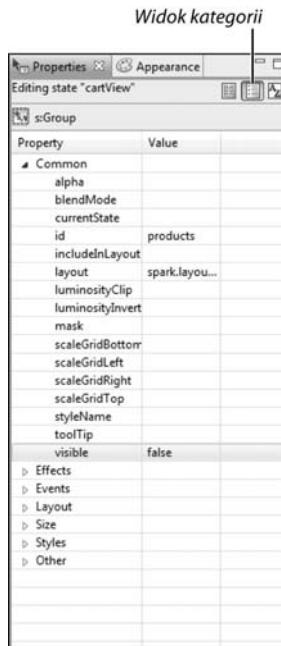 Widok kategorii
Properties Appearance
Editing state "cartView"
s:Group
Property Value
Common
alpha
blendMode
currentState
id products
includeInLayout
layout spark.layou...
luminosityClip
luminosityInvert
mask
scaleGridBottom
scaleGridLeft
scaleGridRight
scaleGridTop
styleName
toolTip
visible false
Effects
Events
Layout
Size
Styles
Other